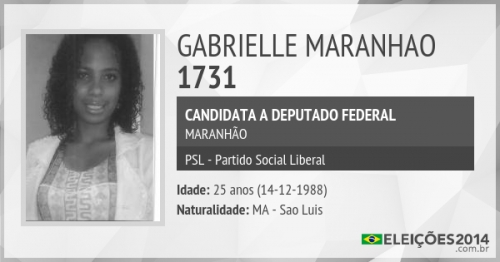 GABRIELLE MARANHAO
1731
CANDIDATA A DEPUTADO FEDERAL
MARANHÃO
PSL - Partido Social Liberal
Idade: 25 anos (14-12-1988)
Naturalidade: MA - Sao Luis
ELEIÇÕES2014
.com.br